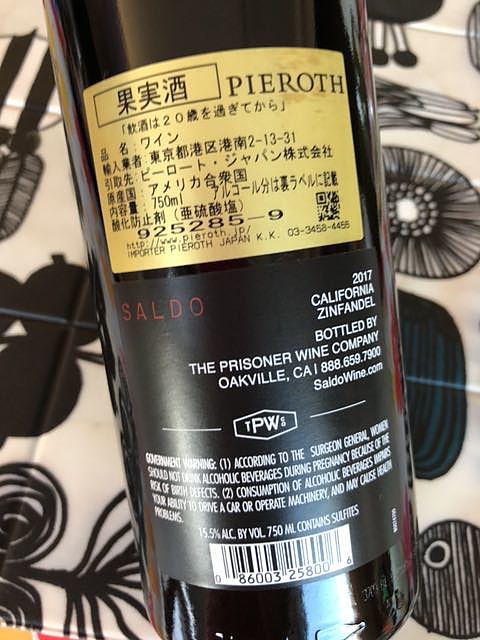 果実酒 PIEROTH
「飲酒は20歳を過ぎてから」
品名：ワイン
輸入業者：東京都港区港南2-13-31
引取先：ピーロート・ジャパン株式会社
原産国：アメリカ合衆国
内容量：750ml アルコール分は裏ラベルに記載
酸化防止剤（亜硫酸塩）
925285-9
http://www.pieroth.jp/
IMPORTER PIEROTH JAPAN K.K. 03-3458-4455
SALDO
2017
CALIFORNIA
ZINFANDEL
BOTTLED BY
THE PRISONER WINE COMPANY
OAKVILLE, CA | 888.659.7900
SaldoWine.com
TPWCo
GOVERNMENT WARNING: (1) ACCORDING TO THE SURGEON GENERAL, WOMEN
SHOULD NOT DRINK ALCOHOLIC BEVERAGES DURING PREGNANCY BECAUSE OF THE
RISK OF BIRTH DEFECTS. (2) CONSUMPTION OF ALCOHOLIC BEVERAGES IMPAIRS
YOUR ABILITY TO DRIVE A CAR OR OPERATE MACHINERY, AND MAY CAUSE HEALTH
PROBLEMS.
15.5% ALC. BY VOL. 750 ML CONTAINS SULFITES
0 86003 25800 6